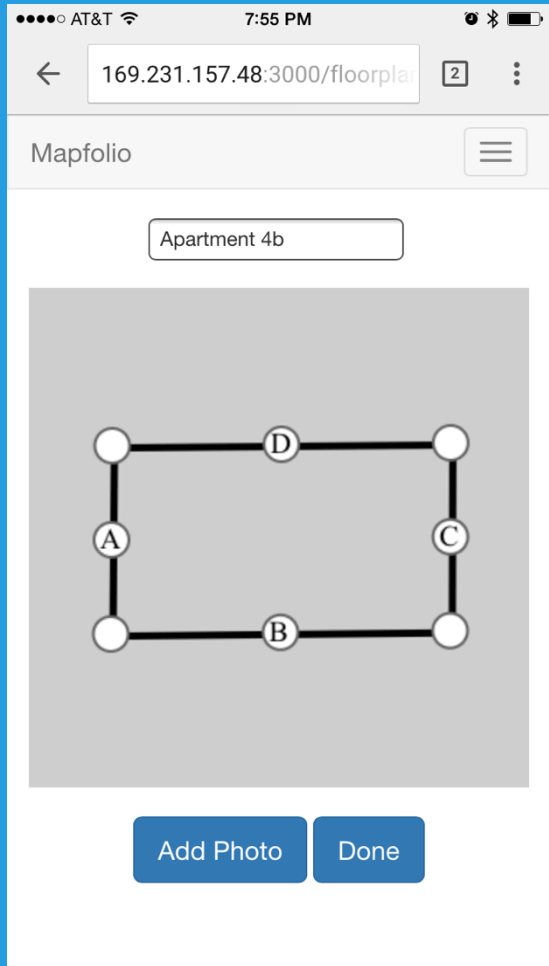 AT&T 7:55 PM
169.231.157.48:3000/floorplan
2
Mapfolio
Apartment 4b
D
A
C
B
Add Photo Done